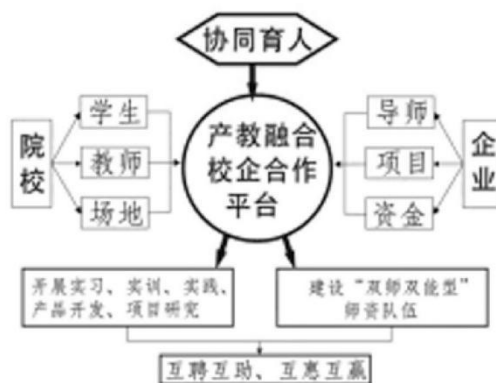 协同育人
院校
学生
教师
场地
产教融合
校企合作
平台
导师
项目
资金
企业
开展实习、实训、实践、
产品开发、项目研究
建设“双师双能型”
师资队伍
互聘互助、互惠互赢